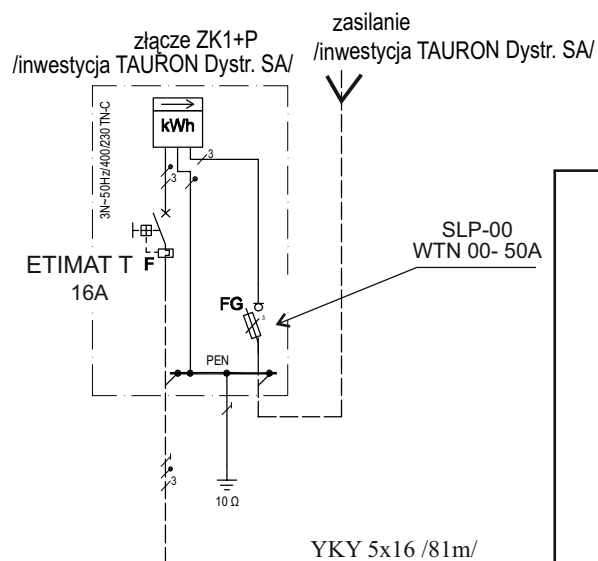 złącze ZK1+P
/inwestycja TAURON Dystr. SA/
zasilanie
/inwestycja TAURON Dystr. SA/
3N~50Hz/400/230 TN-C
kWh
3
3
ETIMAT T
16A
F
SLP-00
WTN 00- 50A
FG
3
PEN
3
10 Ω
YKY 5x16 /81m/